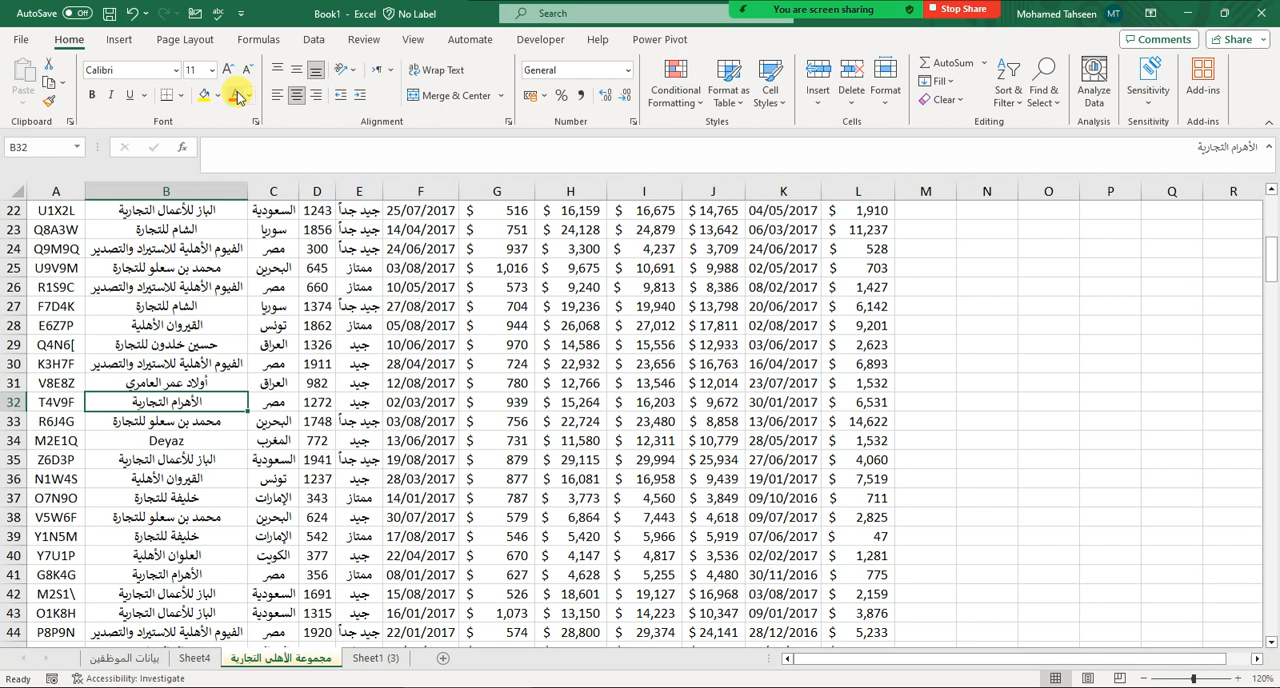 AutoSave Off Book1 - Excel No Label Search You are screen sharing Stop Share Mohamed Tahseen MT
File Home Insert Page Layout Formulas Data Review View Automate Developer Help Power Pivot Comments Share
Paste Calibri 11 Wrap Text General Conditional Formatting Format as Table Cell Styles Insert Delete Format AutoSum Fill Clear Sort & Filter Find & Select Analyze Data Sensitivity Add-ins
B I U Merge & Center $ %
Clipboard Font Alignment Number Styles Cells Editing Analysis Sensitivity Add-ins
B32 fx الأهرام التجارية
A B C D E F G H I J K L M N O P Q R
22 U1X2L الباز للأعمال التجارية السعودية 1243 جيد جداً 25/07/2017 $ 516 $ 16,159 $ 16,675 $ 14,765 04/05/2017 $ 1,910
23 Q8A3W الشام للتجارة سوريا 1856 جيد جداً 14/04/2017 $ 751 $ 24,128 $ 24,879 $ 13,642 06/03/2017 $ 11,237
24 Q9M9Q الفيوم الأهلية للاستيراد والتصدير مصر 300 جيد جداً 24/06/2017 $ 937 $ 3,300 $ 4,237 $ 3,709 24/06/2017 $ 528
25 U9V9M محمد بن سعلو للتجارة البحرين 645 ممتاز 03/08/2017 $ 1,016 $ 9,675 $ 10,691 $ 9,988 02/05/2017 $ 703
26 R1S9C الفيوم الأهلية للاستيراد والتصدير مصر 660 ممتاز 10/05/2017 $ 573 $ 9,240 $ 9,813 $ 8,386 08/02/2017 $ 1,427
27 F7D4K الشام للتجارة سوريا 1374 جيد جداً 27/08/2017 $ 704 $ 19,236 $ 19,940 $ 13,798 20/06/2017 $ 6,142
28 E6Z7P القيروان الأهلية تونس 1862 ممتاز 05/08/2017 $ 944 $ 26,068 $ 27,012 $ 17,811 02/08/2017 $ 9,201
29 Q4N6[ حسين خلدون للتجارة العراق 1326 جيد 10/06/2017 $ 970 $ 14,586 $ 15,556 $ 12,933 03/06/2017 $ 2,623
30 K3H7F الفيوم الأهلية للاستيراد والتصدير مصر 1911 جيد 28/04/2017 $ 724 $ 22,932 $ 23,656 $ 16,763 16/04/2017 $ 6,893
31 V8E8Z أولاد عمر العامري العراق 982 جيد 12/08/2017 $ 780 $ 12,766 $ 13,546 $ 12,014 23/07/2017 $ 1,532
32 T4V9F الأهرام التجارية مصر 1272 جيد 02/03/2017 $ 939 $ 15,264 $ 16,203 $ 9,672 30/01/2017 $ 6,531
33 R6J4G محمد بن سعلو للتجارة البحرين 1748 جيد جداً 03/08/2017 $ 756 $ 22,724 $ 23,480 $ 8,858 13/06/2017 $ 14,622
34 M2E1Q Deyaz المغرب 772 جيد 13/06/2017 $ 731 $ 11,580 $ 12,311 $ 10,779 28/05/2017 $ 1,532
35 Z6D3P الباز للأعمال التجارية السعودية 1941 جيد جداً 19/08/2017 $ 879 $ 29,115 $ 29,994 $ 25,934 27/06/2017 $ 4,060
36 N1W4S القيروان الأهلية تونس 1237 جيد 28/03/2017 $ 877 $ 16,081 $ 16,958 $ 9,439 19/01/2017 $ 7,519
37 O7N9O خليفة للتجارة الإمارات 343 ممتاز 14/01/2017 $ 787 $ 3,773 $ 4,560 $ 3,849 09/10/2016 $ 711
38 V5W6F محمد بن سعلو للتجارة البحرين 624 جيد 30/07/2017 $ 579 $ 6,864 $ 7,443 $ 4,618 09/07/2017 $ 2,825
39 Y1N5M خليفة للتجارة الإمارات 542 ممتاز 17/08/2017 $ 546 $ 5,420 $ 5,966 $ 5,919 07/06/2017 $ 47
40 Y7U1P العلوان الأهلية الكويت 377 جيد 22/04/2017 $ 670 $ 4,147 $ 4,817 $ 3,536 02/02/2017 $ 1,281
41 G8K4G الأهرام التجارية مصر 356 ممتاز 08/01/2017 $ 627 $ 4,628 $ 5,255 $ 4,480 30/11/2016 $ 775
42 M2S1\ الباز للأعمال التجارية السعودية 1691 جيد 15/08/2017 $ 526 $ 18,601 $ 19,127 $ 16,968 03/08/2017 $ 2,159
43 O1K8H الباز للأعمال التجارية السعودية 1315 جيد 16/01/2017 $ 1,073 $ 13,150 $ 14,223 $ 10,347 09/01/2017 $ 3,876
44 P8P9N الفيوم الأهلية للاستيراد والتصدير مصر 1920 جيد جداً 22/01/2017 $ 574 $ 28,800 $ 29,374 $ 24,141 28/12/2016 $ 5,233
بيانات الموظفين Sheet4 مجموعة الأهلي التجارية Sheet1 (3)
Ready Accessibility: Investigate 120%